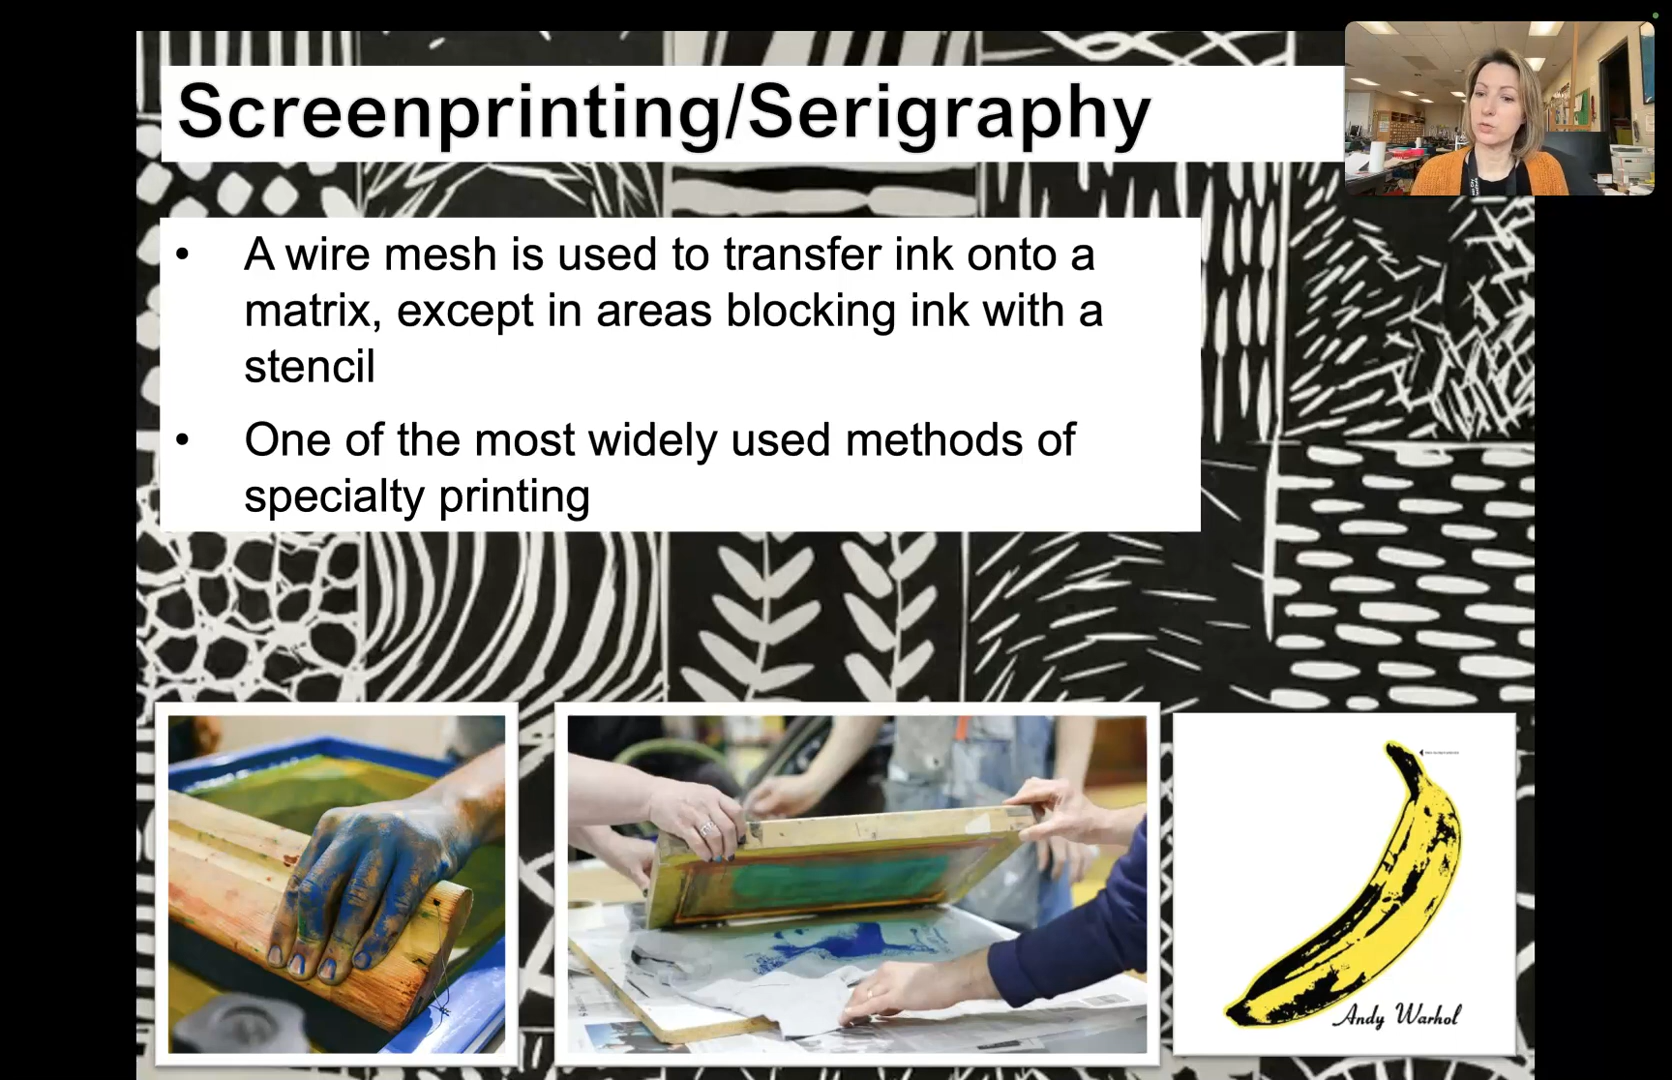 Screenprinting/Serigraphy
• A wire mesh is used to transfer ink onto a
matrix, except in areas blocking ink with a
stencil
• One of the most widely used methods of
specialty printing
Andy Warhol